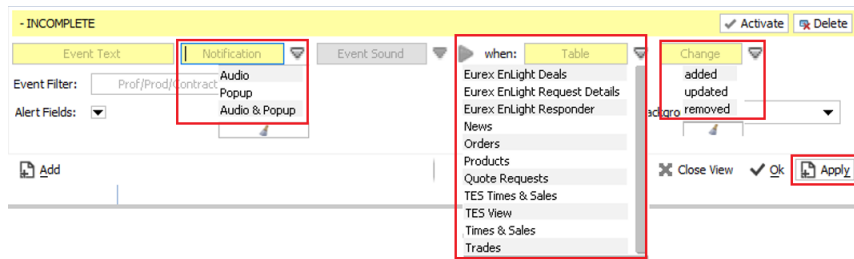 - INCOMPLETE
Activate
Delete
Event Text
Notification
Event Sound
when:
Table
Change
Audio
Popup
Audio & Popup
Eurex EnLight Deals
Eurex EnLight Request Details
Eurex EnLight Responder
News
Orders
Products
Quote Requests
TES Times & Sales
TES View
Times & Sales
Trades
added
updated
removed
Event Filter:
Prof/Prod/Contract
Alert Fields:
Add
Close View
Ok
Apply